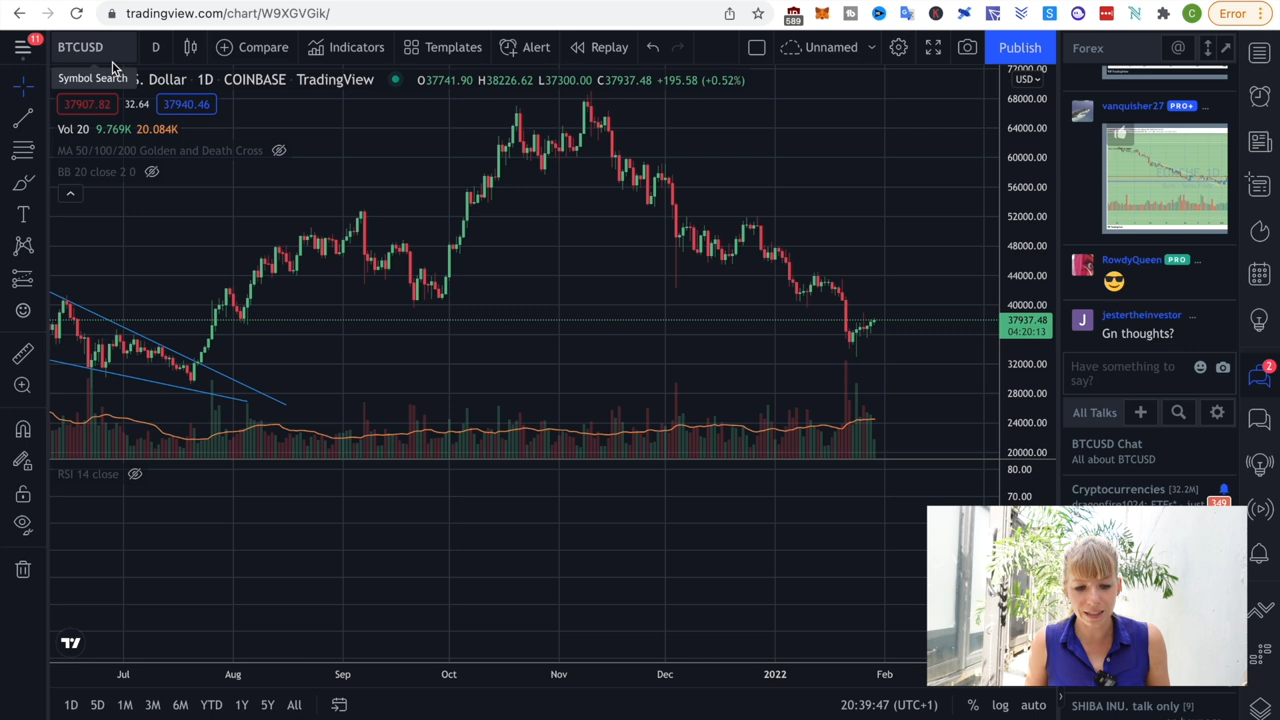 tradingview.com/chart/W9XGVGik/
589
C
Error
11
BTCUSD
D
Compare
Indicators
Templates
Alert
Replay
Unnamed
Publish
Forex
Symbol Search
S. Dollar · 1D · COINBASE · TradingView
O37741.90 H38226.62 L37300.00 C37937.48 +195.58 (+0.52%)
37907.82 32.64 37940.46
Vol 20 9.769K 20.084K
MA 50/100/200 Golden and Death Cross
BB 20 close 2 0
RSI 14 close
72000.00
USD
68000.00
64000.00
60000.00
56000.00
52000.00
48000.00
44000.00
40000.00
37937.48
04:20:13
32000.00
28000.00
24000.00
20000.00
80.00
70.00
vanquisher27 PRO+ ...
RowdyQueen PRO ...
J
jestertheinvestor ...
Gn thoughts?
Have something to
say?
2
All Talks
BTCUSD Chat
All about BTCUSD
Cryptocurrencies [32.2M]
349
Jul
Aug
Sep
Oct
Nov
Dec
2022
Feb
1D 5D 1M 3M 6M YTD 1Y 5Y All
20:39:47 (UTC+1)
% log auto
SHIBA INU. talk only [9]